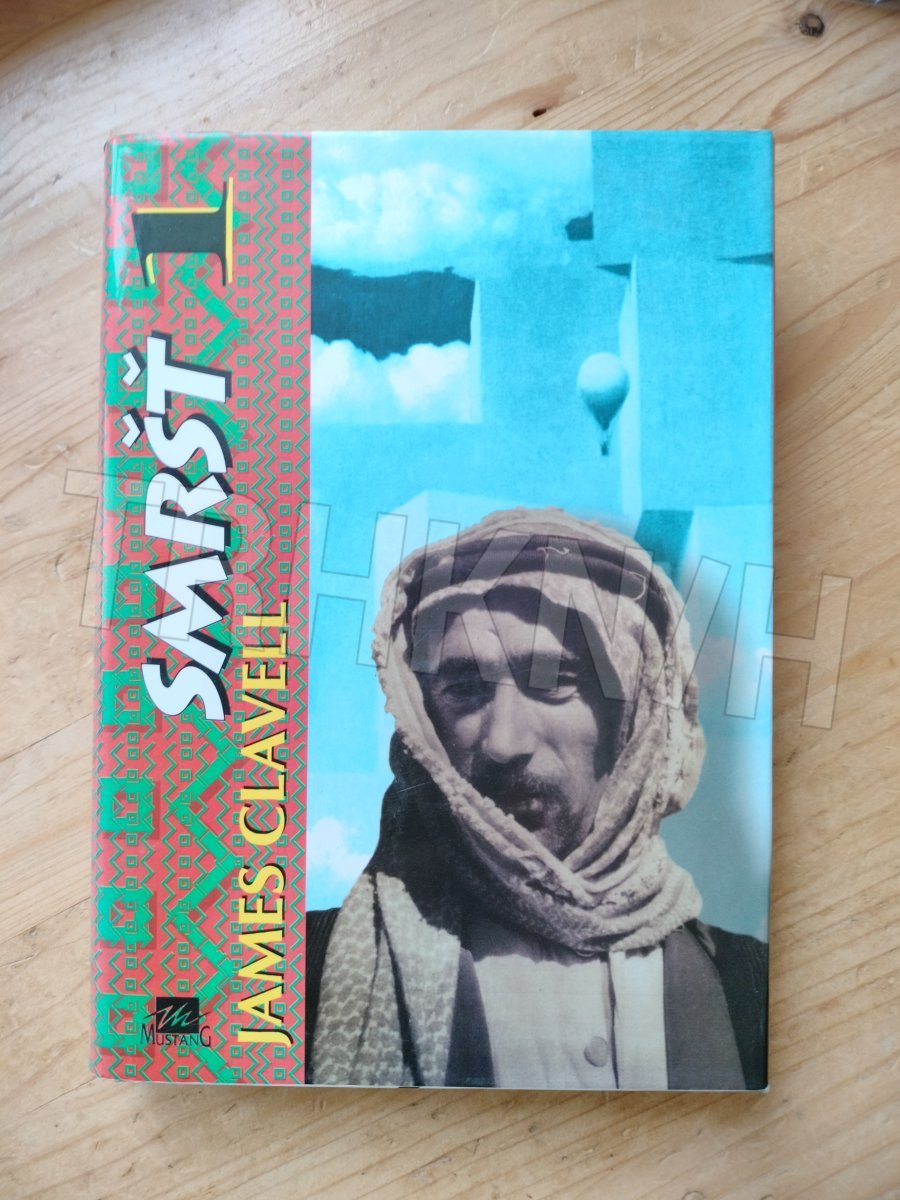 SMRŠŤ 1
JAMES CLAVELL
MUSTANG